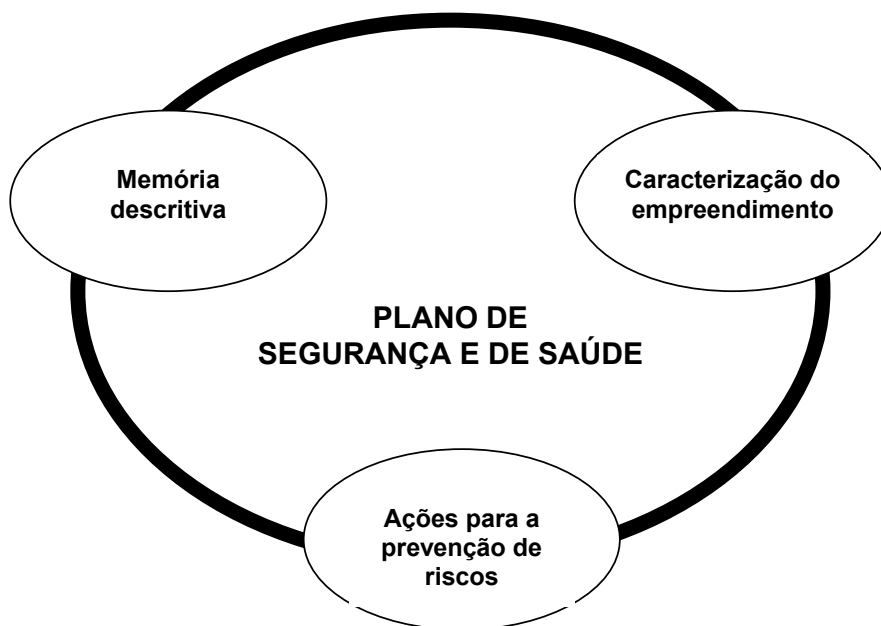 Memória
descritiva
Caracterização do
empreendimento
PLANO DE
SEGURANÇA E DE SAÚDE
Ações para a
prevenção de
riscos